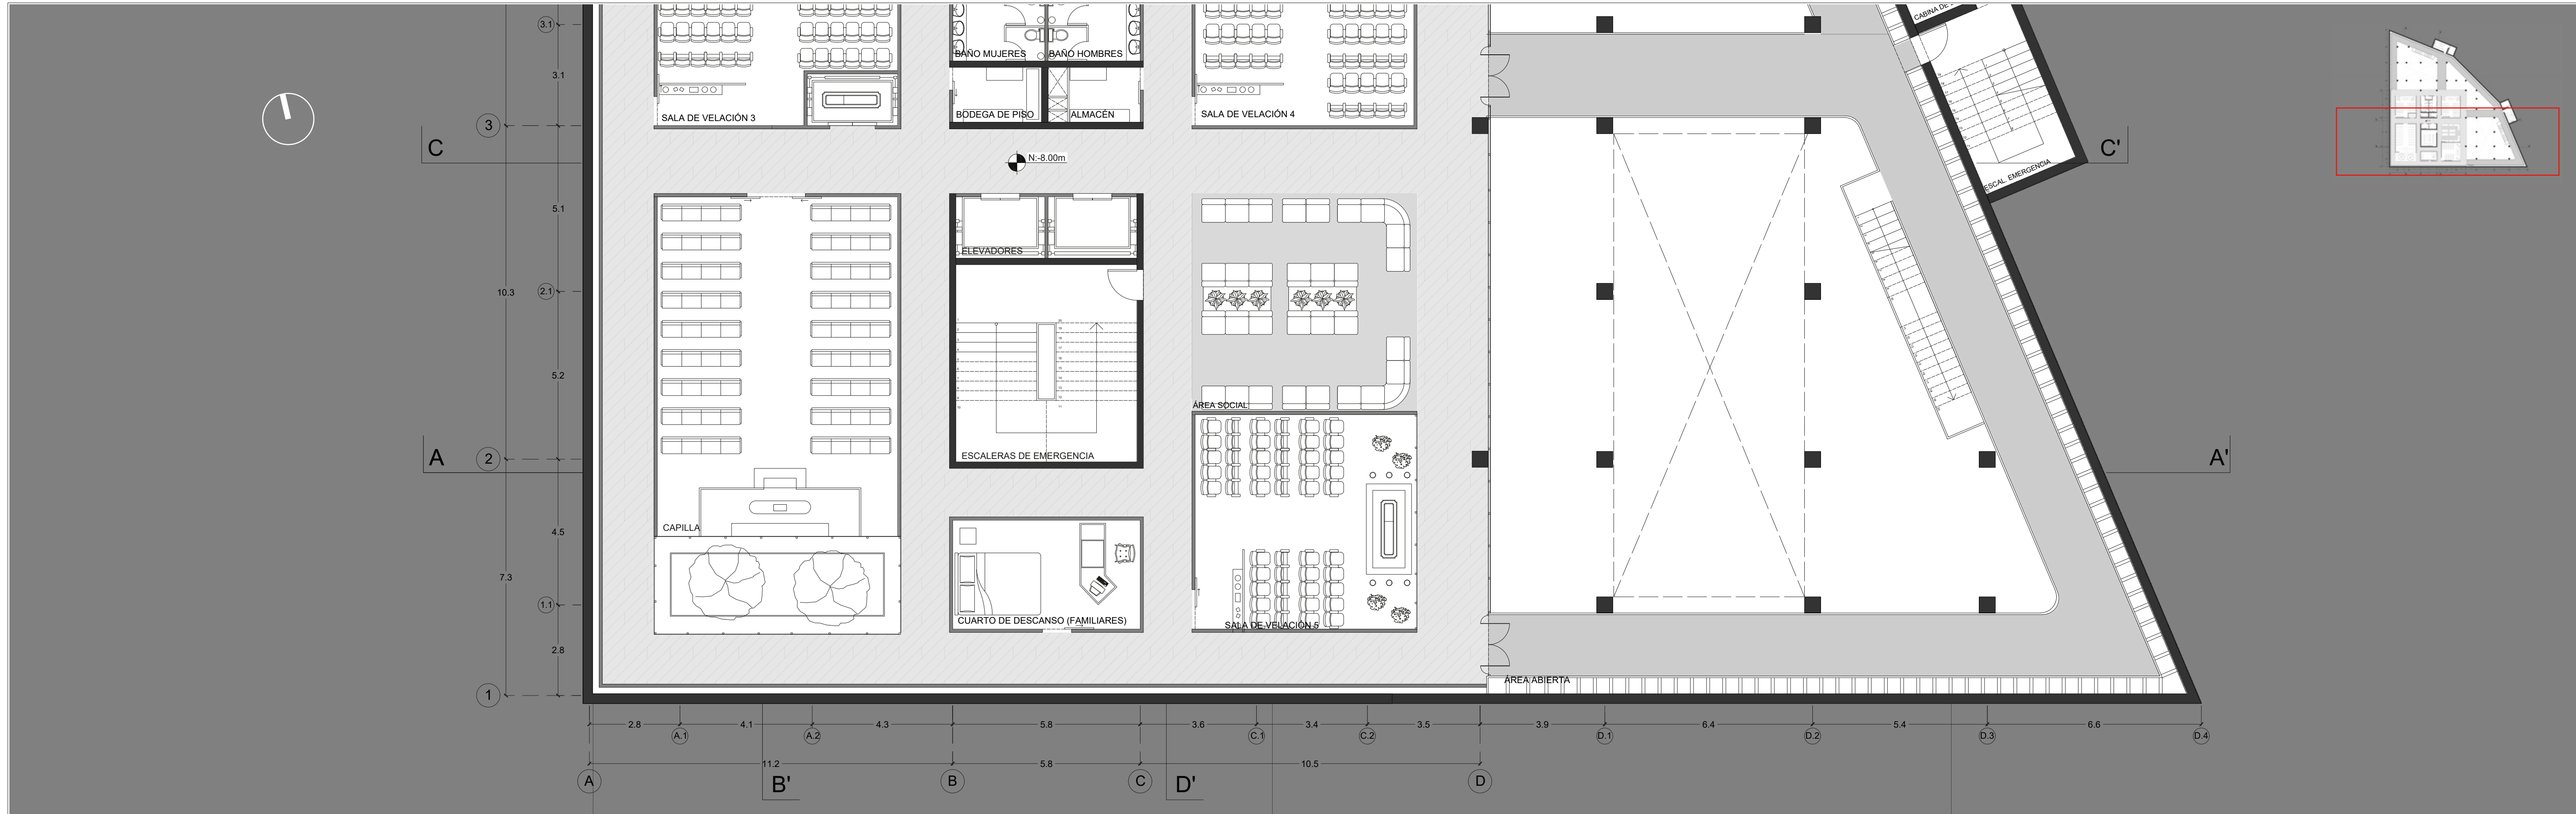 3.1
3.1
3
C
5.1
10.3
2.1
5.2
A
2
4.5
7.3
1.1
2.8
1
BAÑO MUJERES
BAÑO HOMBRES
SALA DE VELACIÓN 3
BODEGA DE PISO
ALMACÉN
SALA DE VELACIÓN 4
CABINA DE
ESCAL. EMERGENCIA
C'
N:-8.00m
ELEVADORES
ÁREA SOCIAL
ESCALERAS DE EMERGENCIA
A'
CAPILLA
CUARTO DE DESCANSO (FAMILIARES)
SALA DE VELACIÓN 5
ÁREA ABIERTA
2.8
4.1
4.3
5.8
3.6
3.4
3.5
3.9
6.4
5.4
6.6
A.1
A.2
C.1
C.2
D.1
D.2
D.3
D.4
11.2
5.8
10.5
A
B'
B
C
D'
D